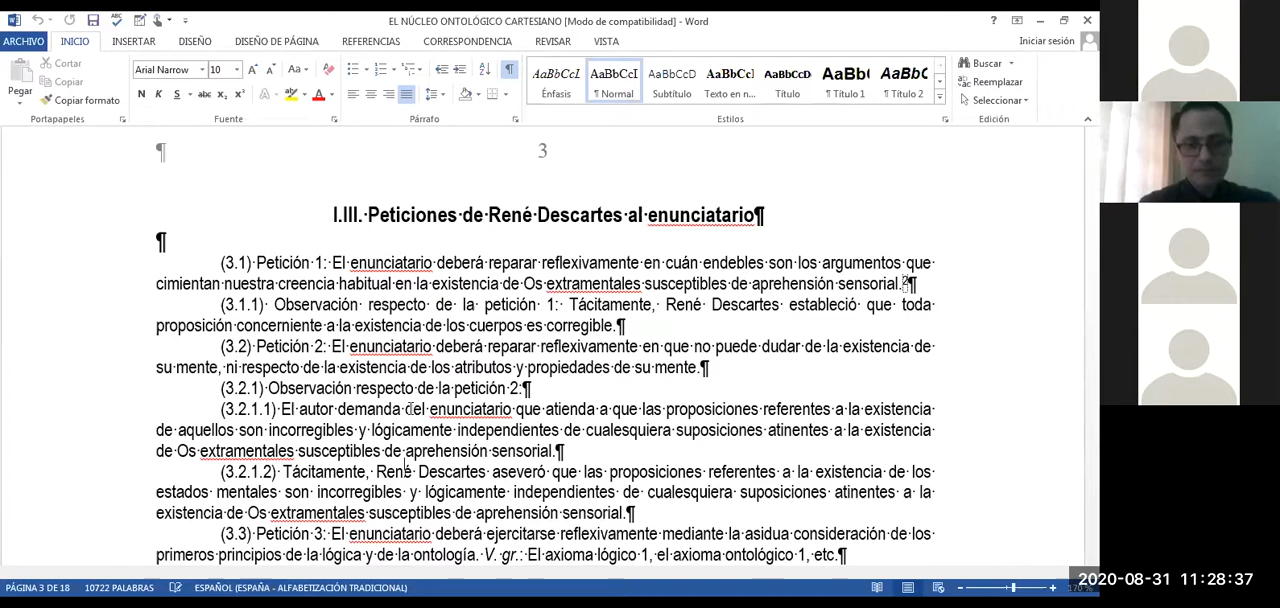 EL NÚCLEO ONTOLÓGICO CARTESIANO [Modo de compatibilidad] - Word
ARCHIVO INICIO INSERTAR DISEÑO DISEÑO DE PÁGINA REFERENCIAS CORRESPONDENCIA REVISAR VISTA Iniciar sesión
Pegar
Cortar
Copiar
Copiar formato
Portapapeles
Arial Narrow 10
Fuente
Párrafo
AaBbCcI Énfasis
AaBbCcI ¶ Normal
AaBbCcD Subtítulo
AaBbCcI Texto en n...
AaBbCcD Título
AaBb( ¶ Título 1
AaBbC ¶ Título 2
Estilos
Buscar
Reemplazar
Seleccionar
Edición
¶ 3
I.III. Peticiones de René Descartes al enunciatario¶
¶
(3.1) Petición 1: El enunciatario deberá reparar reflexivamente en cuán endebles son los argumentos que
cimientan nuestra creencia habitual en la existencia de Os extramentales susceptibles de aprehensión sensorial.2¶
(3.1.1) Observación respecto de la petición 1: Tácitamente, René Descartes estableció que toda
proposición concerniente a la existencia de los cuerpos es corregible.¶
(3.2) Petición 2: El enunciatario deberá reparar reflexivamente en que no puede dudar de la existencia de
su mente, ni respecto de la existencia de los atributos y propiedades de su mente.¶
(3.2.1) Observación respecto de la petición 2:¶
(3.2.1.1) El autor demanda del enunciatario que atienda a que las proposiciones referentes a la existencia
de aquellos son incorregibles y lógicamente independientes de cualesquiera suposiciones atinentes a la existencia
de Os extramentales susceptibles de aprehensión sensorial.¶
(3.2.1.2) Tácitamente, René Descartes aseveró que las proposiciones referentes a la existencia de los
estados mentales son incorregibles y lógicamente independientes de cualesquiera suposiciones atinentes a la
existencia de Os extramentales susceptibles de aprehensión sensorial.¶
(3.3) Petición 3: El enunciatario deberá ejercitarse reflexivamente mediante la asidua consideración de los
primeros principios de la lógica y de la ontología. V. gr.: El axioma lógico 1, el axioma ontológico 1, etc.¶
PÁGINA 3 DE 18 10722 PALABRAS ESPAÑOL (ESPAÑA - ALFABETIZACIÓN TRADICIONAL) 170 %
2020-08-31 11:28:37